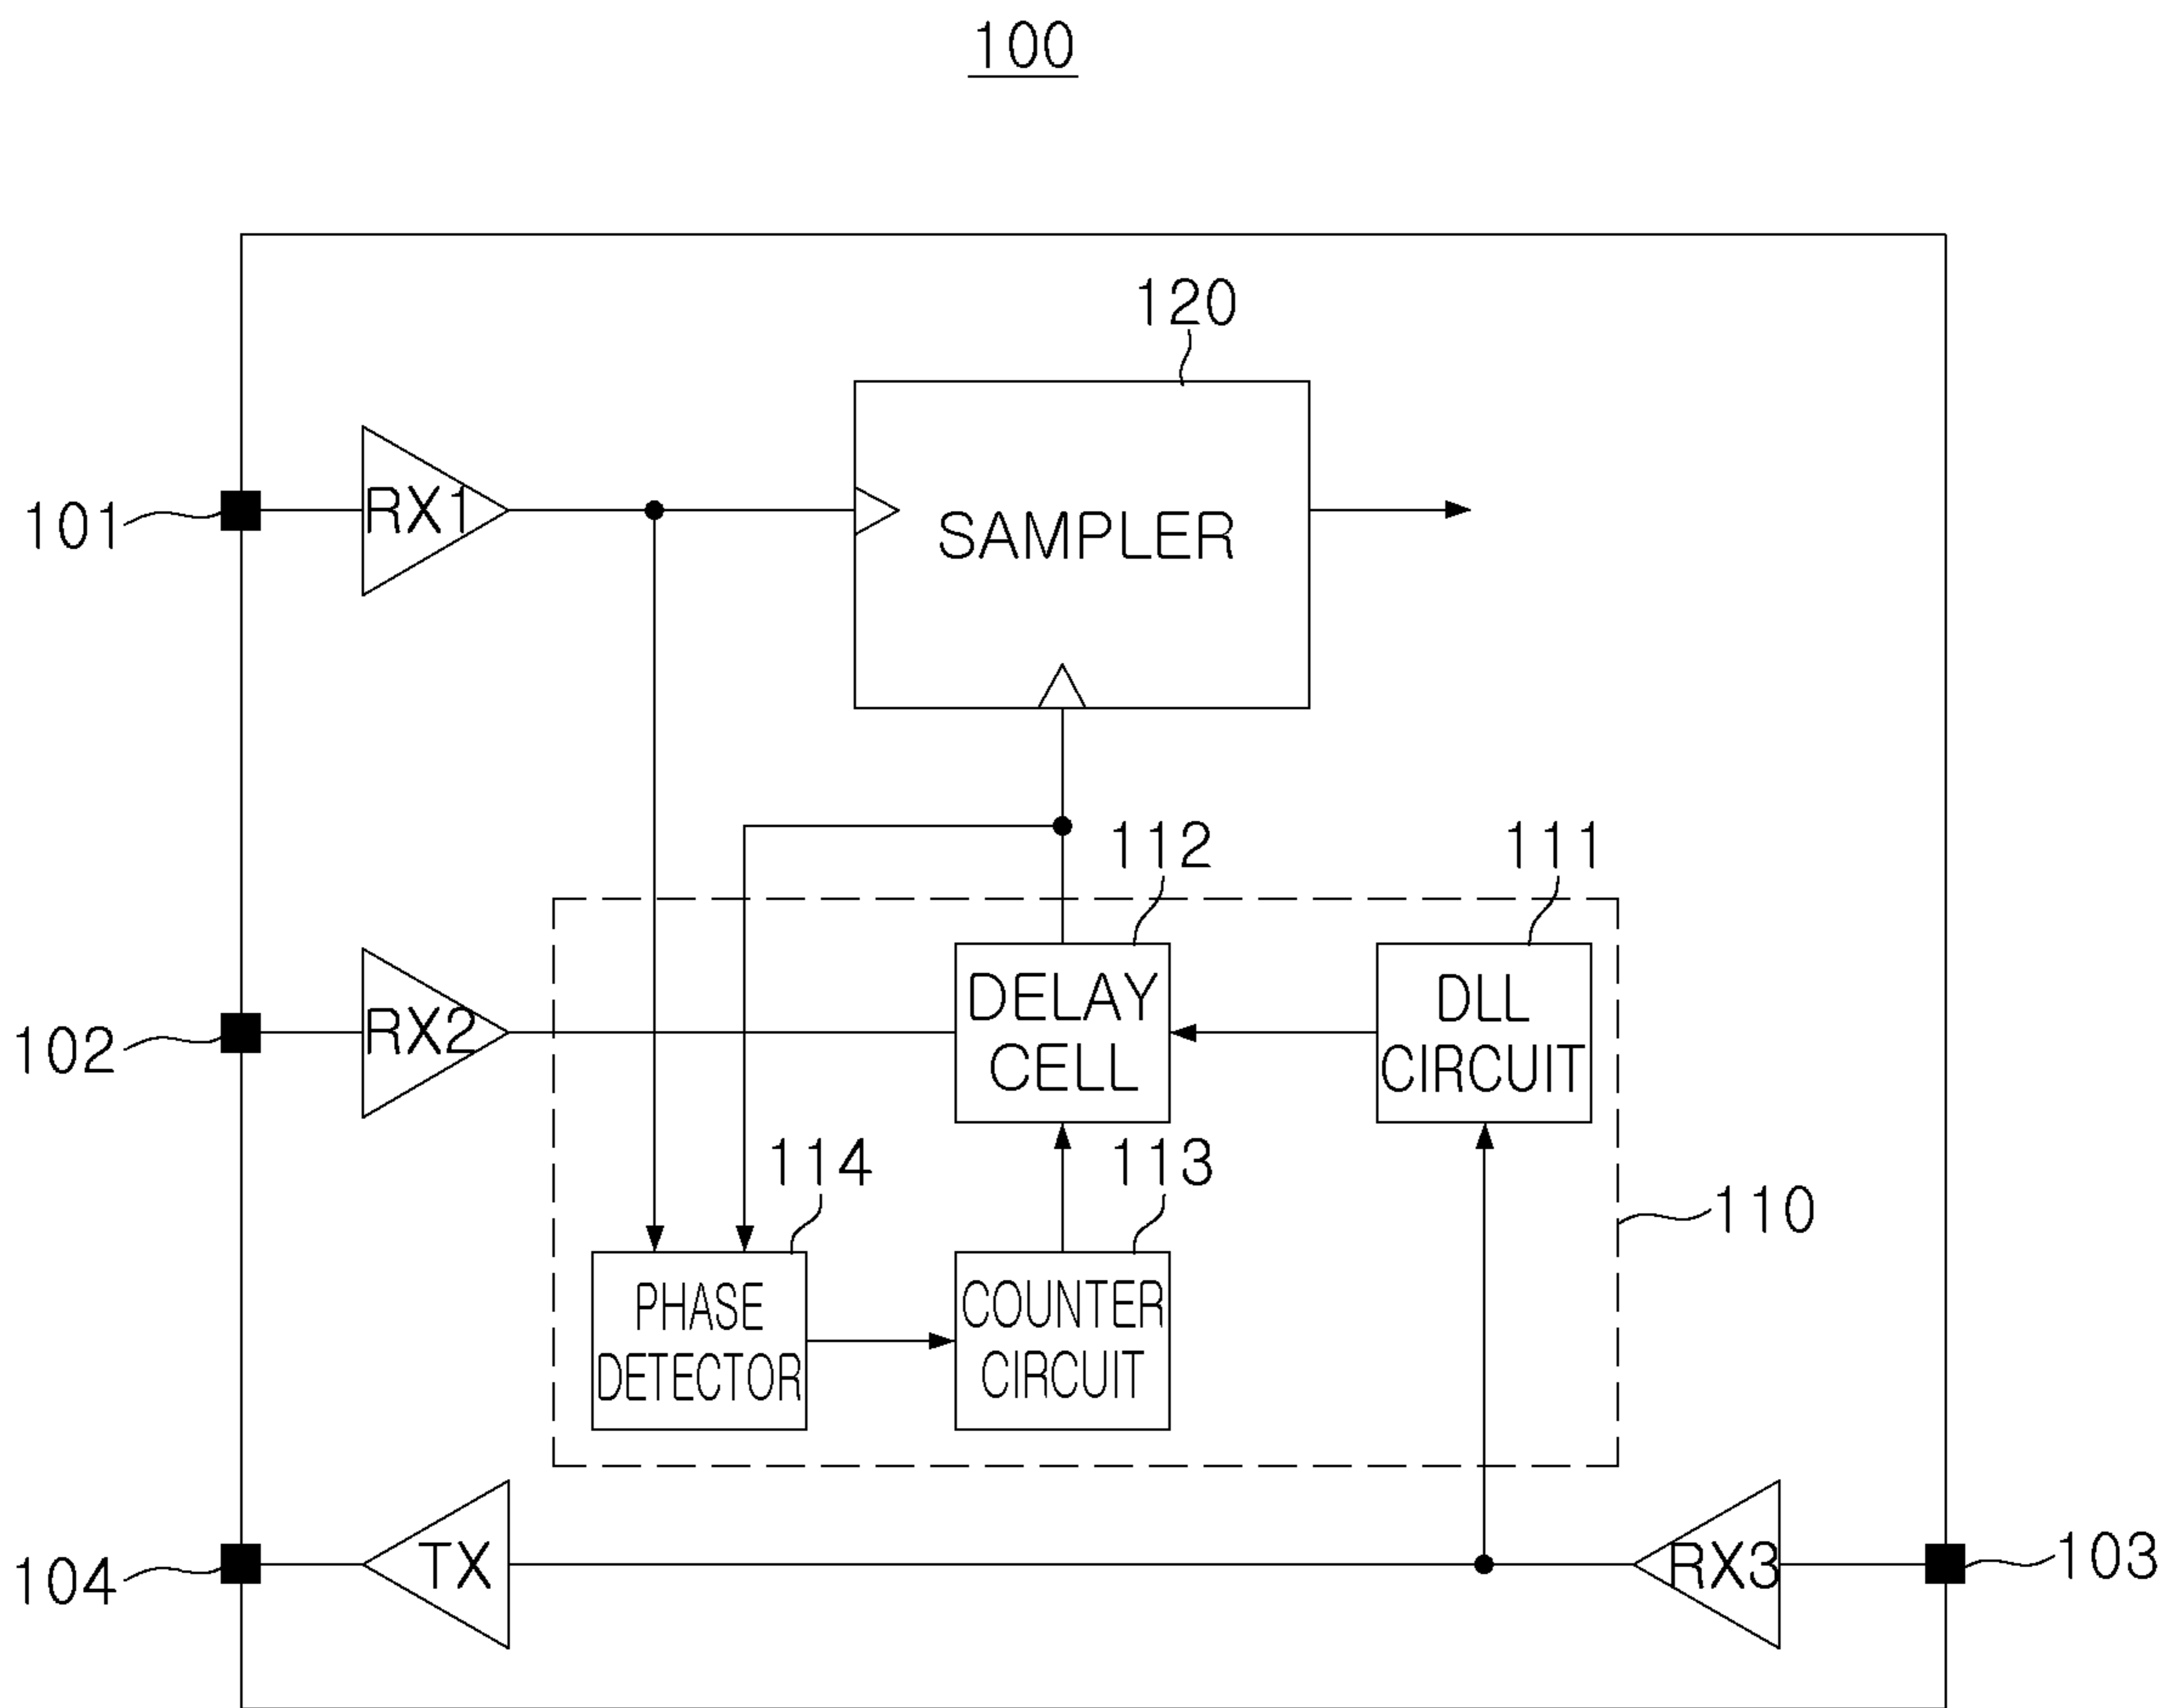 100
120
RX1
101
SAMPLER
112
111
RX2
102
DELAY
CELL
DLL
CIRCUIT
114
113
110
PHASE
DETECTOR
COUNTER
CIRCUIT
TX
104
RX3
103